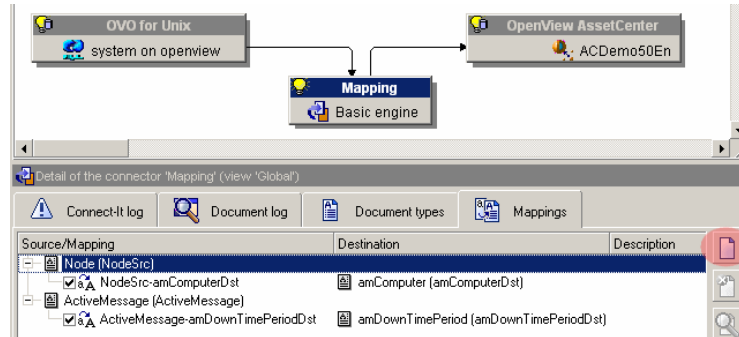 OVO for Unix
system on openview
OpenView AssetCenter
ACDemo50En
Mapping
Basic engine
Detail of the connector 'Mapping' (view 'Global')
Connect-It log Document log Document types Mappings
Source/Mapping Destination Description
Node (NodeSrc)
NodeSrc-amComputerDst amComputer (amComputerDst)
ActiveMessage (ActiveMessage)
ActiveMessage-amDownTimePeriodDst amDownTimePeriod (amDownTimePeriodDst)